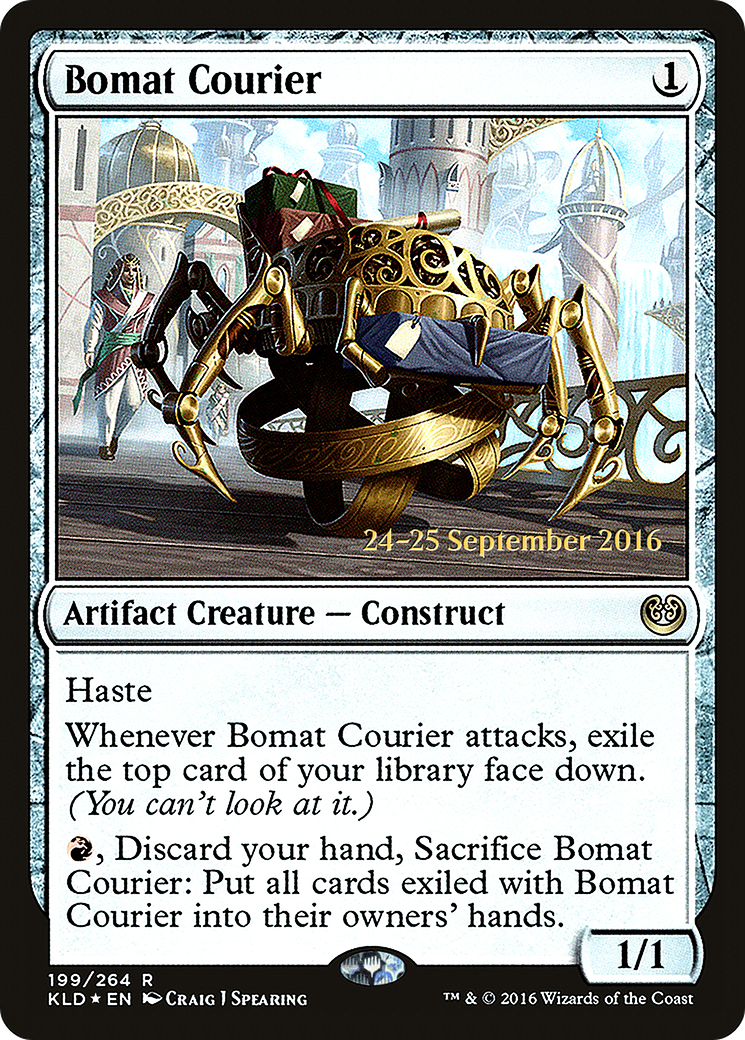 Bomat Courier 1
24–25 September 2016
Artifact Creature — Construct
Haste
Whenever Bomat Courier attacks, exile
the top card of your library face down.
(You can't look at it.)
, Discard your hand, Sacrifice Bomat
Courier: Put all cards exiled with Bomat
Courier into their owners' hands.
1/1
199/264 R
KLD ★ EN Craig J Spearing
™ & © 2016 Wizards of the Coast